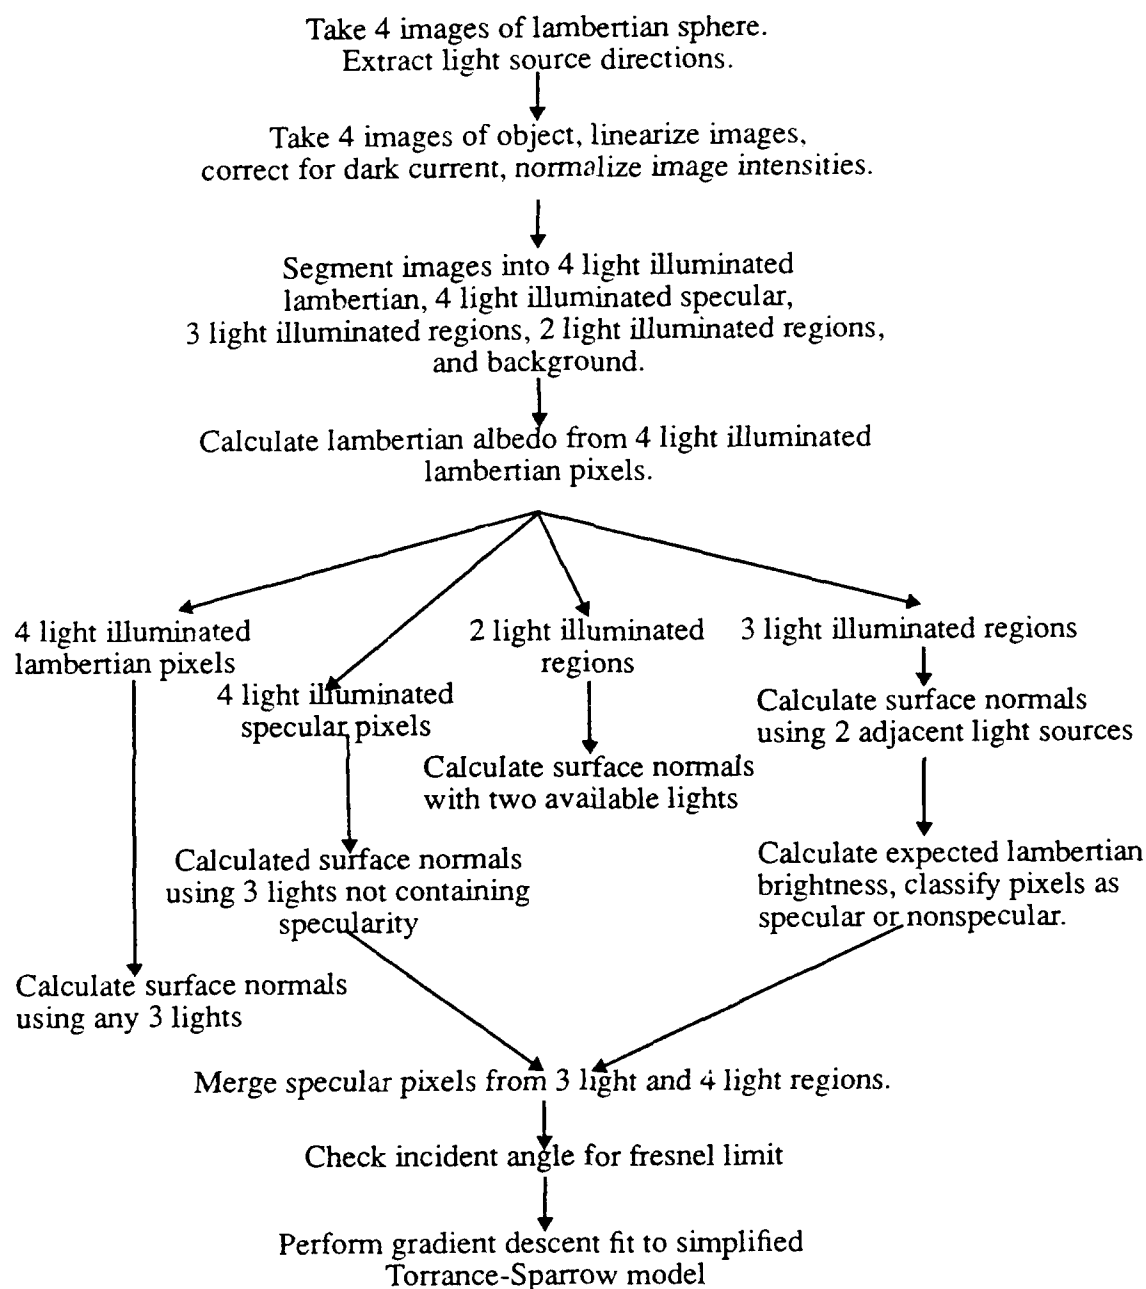 Take 4 images of lambertian sphere.
Extract light source directions.
Take 4 images of object, linearize images,
correct for dark current, normalize image intensities.
Segment images into 4 light illuminated
lambertian, 4 light illuminated specular,
3 light illuminated regions, 2 light illuminated regions,
and background.
Calculate lambertian albedo from 4 light illuminated
lambertian pixels.
4 light illuminated
lambertian pixels
4 light illuminated
specular pixels
2 light illuminated
regions
3 light illuminated regions
Calculate surface normals
using 2 adjacent light sources
Calculate surface normals
with two available lights
Calculated surface normals
using 3 lights not containing
specularity
Calculate expected lambertian
brightness, classify pixels as
specular or nonspecular.
Calculate surface normals
using any 3 lights
Merge specular pixels from 3 light and 4 light regions.
Check incident angle for fresnel limit
Perform gradient descent fit to simplified
Torrance-Sparrow model